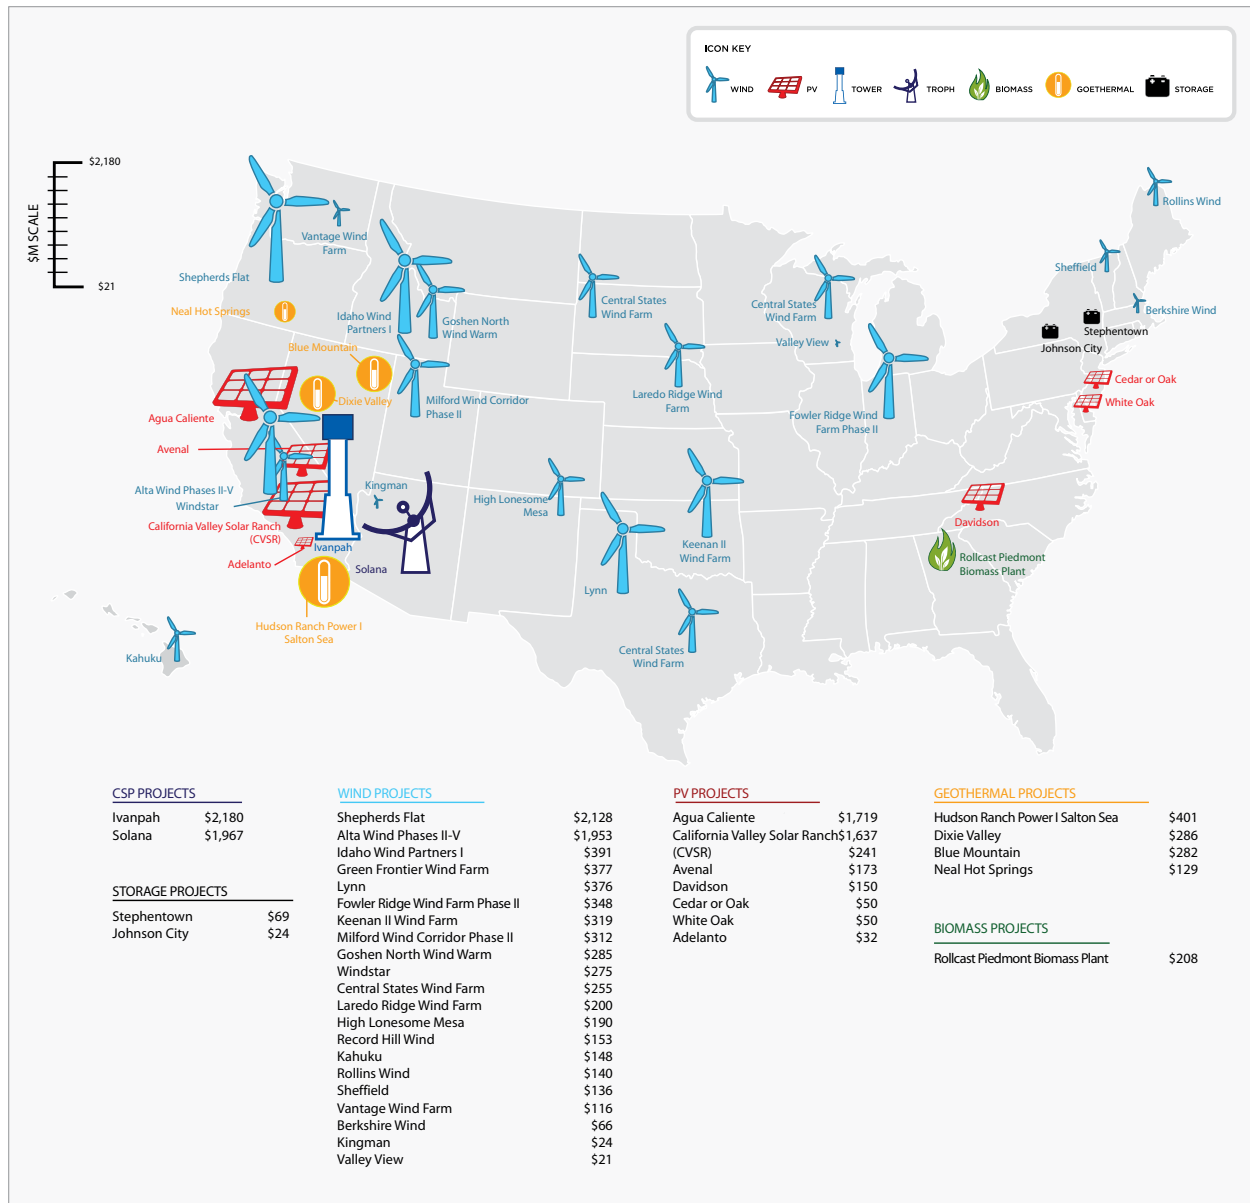 ICON KEY
WIND PV TOWER TROPH BIOMASS GOETHERMAL STORAGE
$2,180
$M SCALE
$21
Rollins Wind
Vantage Wind
Farm
Sheffield
Shepherds Flat
Central States
Wind Farm
Central States
Wind Farm
Berkshire Wind
Neal Hot Springs
Idaho Wind
Partners I
Goshen North
Wind Warm
Stephentown
Valley View
Johnson City
Blue Mountain
Cedar or Oak
Laredo Ridge Wind
Farm
Dixie Valley
Milford Wind Corridor
Phase II
White Oak
Agua Caliente
Fowler Ridge Wind
Farm Phase II
Avenal
Kingman
Alta Wind Phases II-V
Windstar
High Lonesome
Mesa
California Valley Solar Ranch
(CVSR)
Davidson
Ivanpah
Keenan II
Wind Farm
Adelanto
Solana
Rollcast Piedmont
Biomass Plant
Lynn
Hudson Ranch Power I
Salton Sea
Kahuku
Central States
Wind Farm
CSP PROJECTS
Ivanpah $2,180
Solana $1,967
STORAGE PROJECTS
Stephentown $69
Johnson City $24
WIND PROJECTS
Shepherds Flat $2,128
Alta Wind Phases II-V $1,953
Idaho Wind Partners I $391
Green Frontier Wind Farm $377
Lynn $376
Fowler Ridge Wind Farm Phase II $348
Keenan II Wind Farm $319
Milford Wind Corridor Phase II $312
Goshen North Wind Warm $285
Windstar $275
Central States Wind Farm $255
Laredo Ridge Wind Farm $200
High Lonesome Mesa $190
Record Hill Wind $153
Kahuku $148
Rollins Wind $140
Sheffield $136
Vantage Wind Farm $116
Berkshire Wind $66
Kingman $24
Valley View $21
PV PROJECTS
Agua Caliente $1,719
California Valley Solar Ranch$1,637
(CVSR) $241
Avenal $173
Davidson $150
Cedar or Oak $50
White Oak $50
Adelanto $32
GEOTHERMAL PROJECTS
Hudson Ranch Power I Salton Sea $401
Dixie Valley $286
Blue Mountain $282
Neal Hot Springs $129
BIOMASS PROJECTS
Rollcast Piedmont Biomass Plant $208